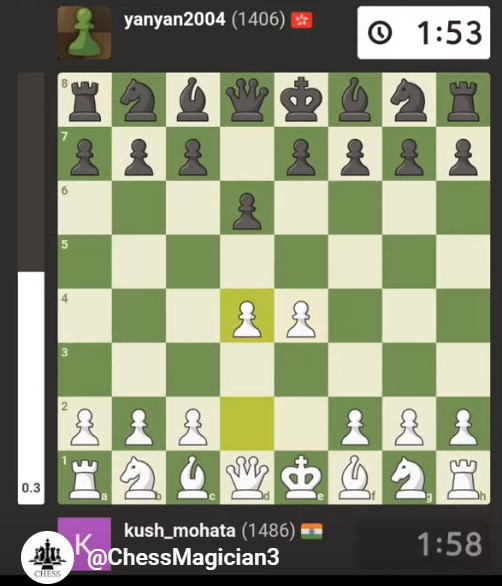 yanyan2004 (1406)
1:53
8
7
6
5
4
3
2
1
a b c d e f g h
0.3
kush_mohata (1486)
1:58
K
@ChessMagician3
CHESS